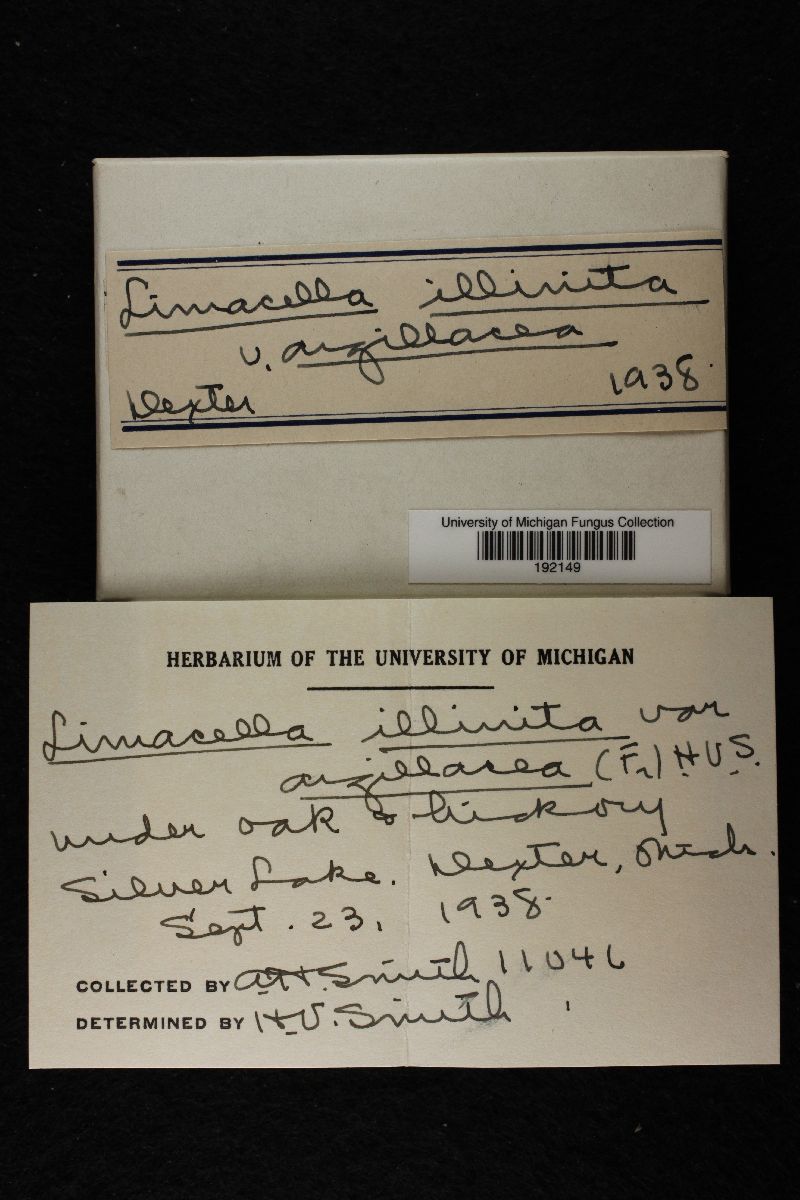 Limacella illinita
v. argillacea
Dexter 1938
University of Michigan Fungus Collection
192149
HERBARIUM OF THE UNIVERSITY OF MICHIGAN
Limacella illinita var
argillacea (Fr) H V S.
under oak & hickory
Silver Lake. Dexter, Mich.
Sept. 23, 1938.
COLLECTED BY A.H. Smith 11046
DETERMINED BY H.V. Smith